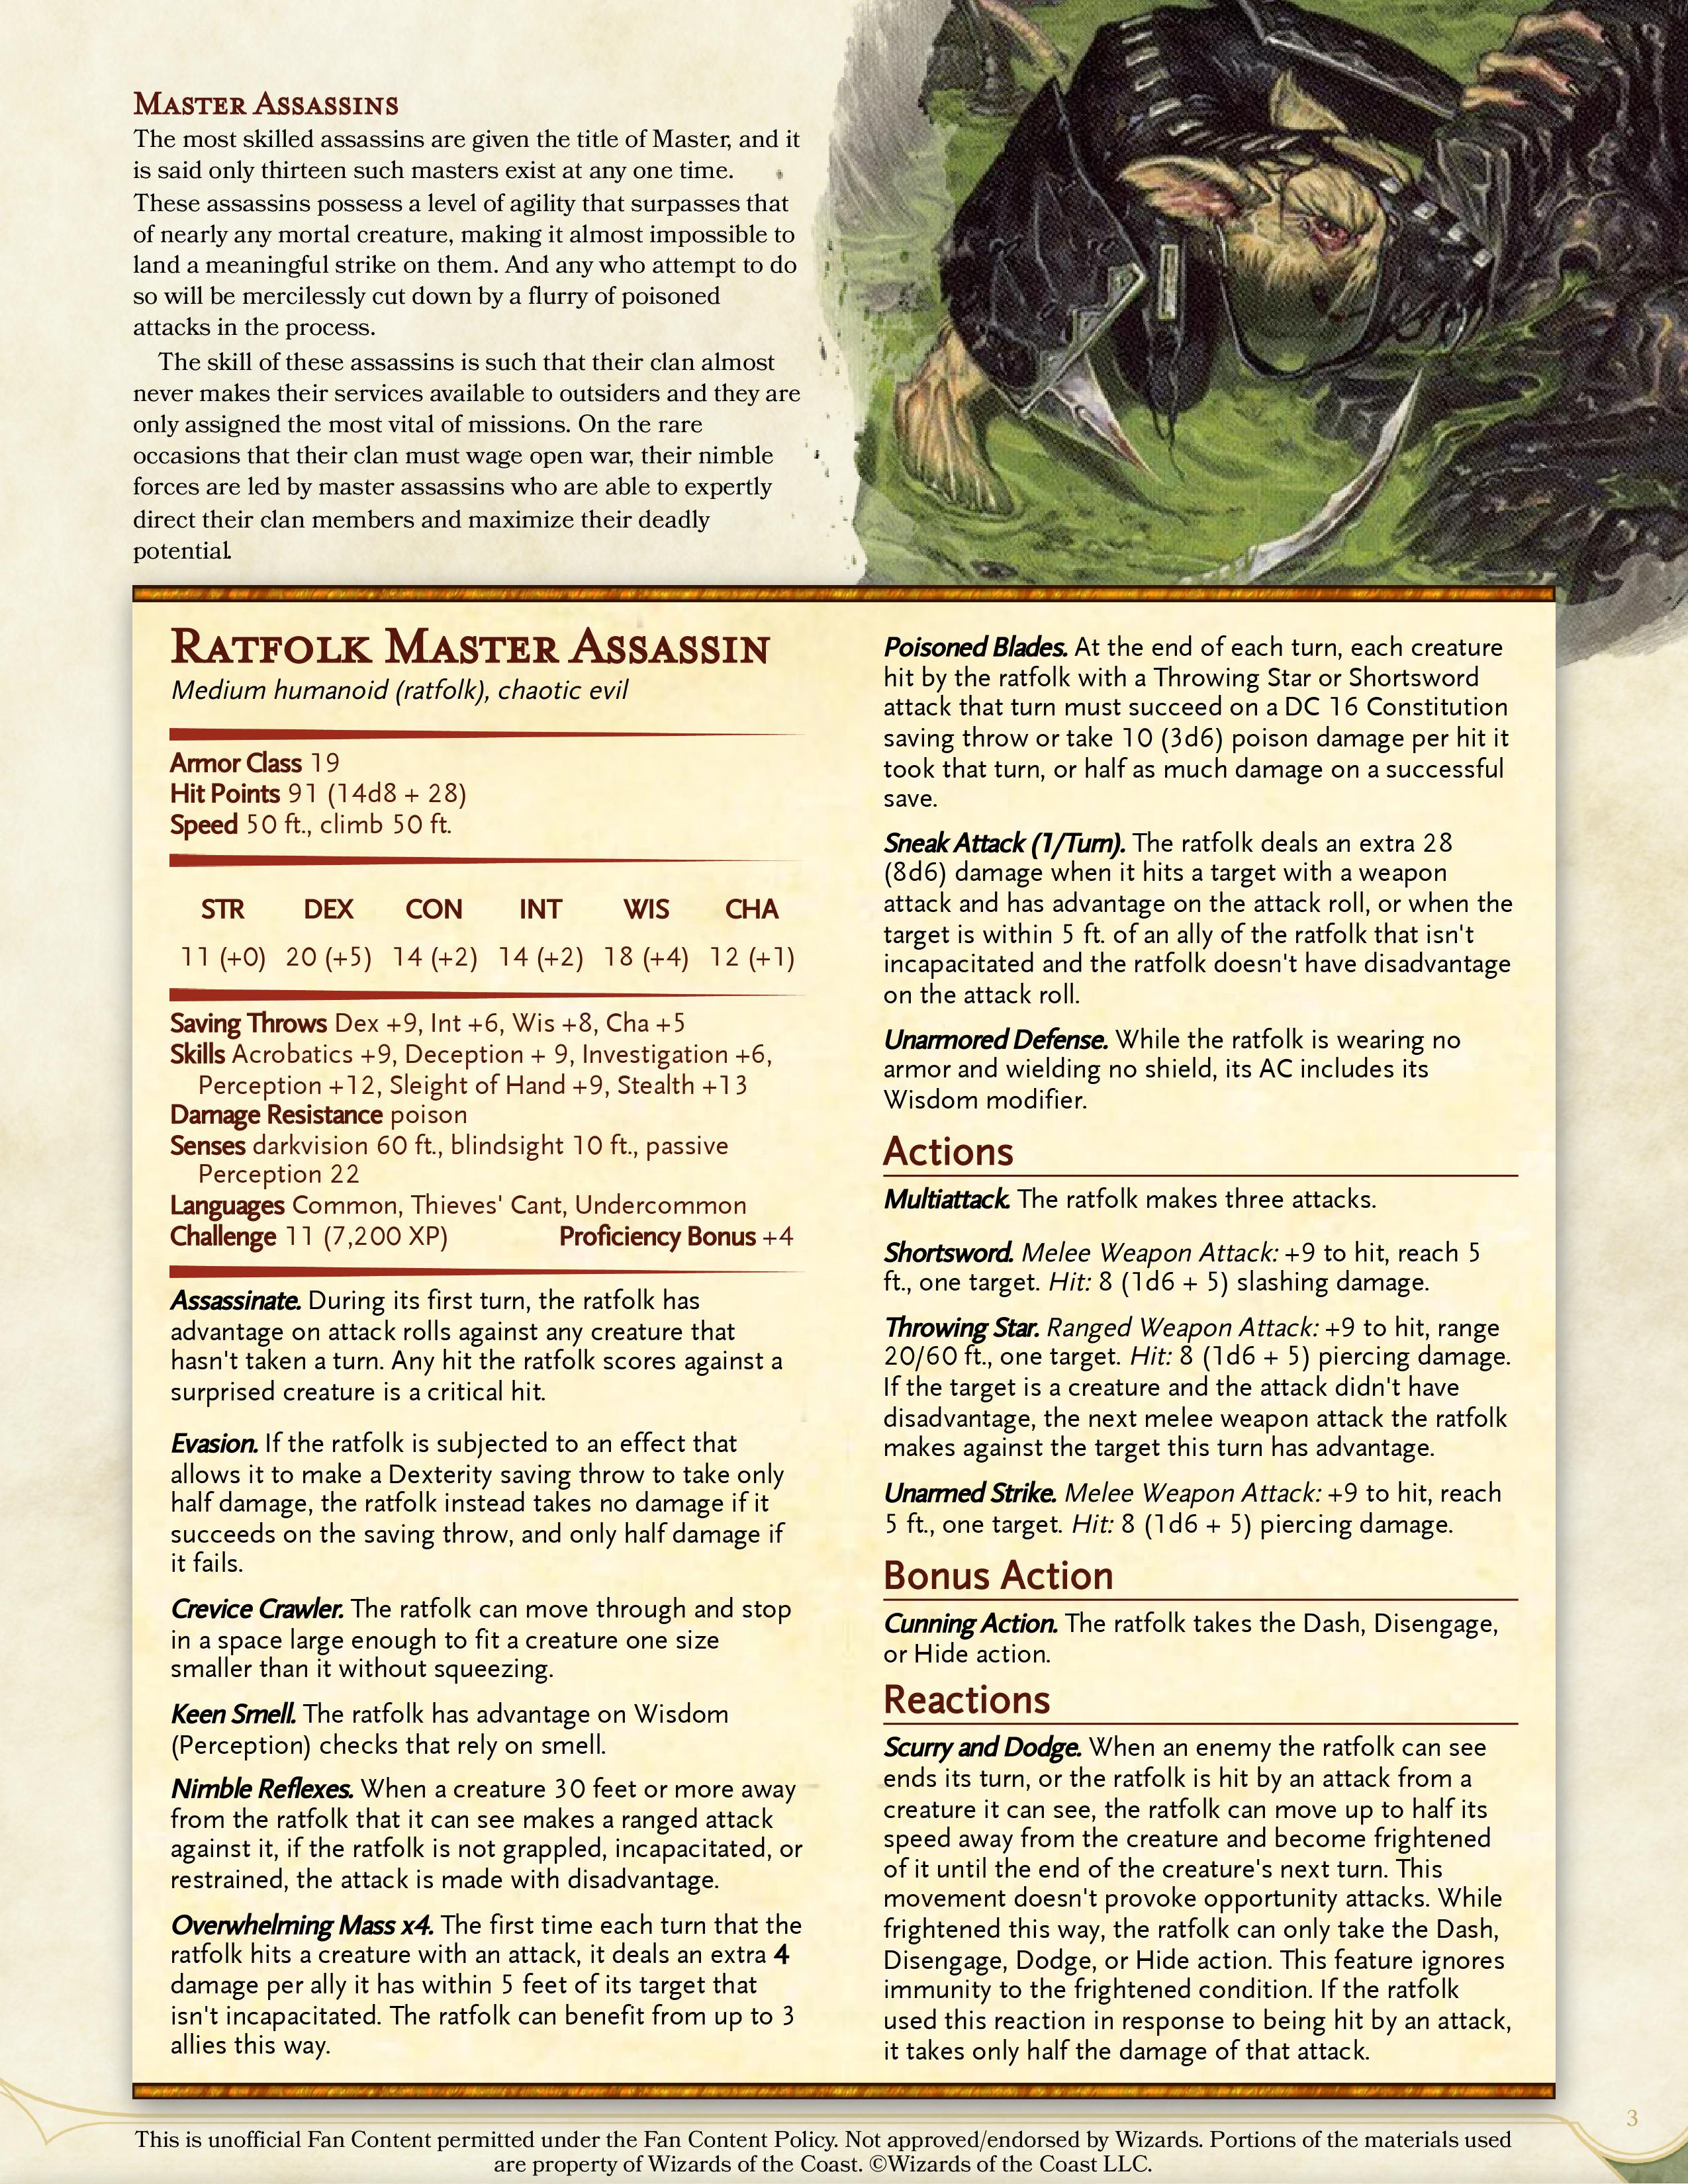 Master Assassins
The most skilled assassins are given the title of Master, and it
is said only thirteen such masters exist at any one time.
These assassins possess a level of agility that surpasses that
of nearly any mortal creature, making it almost impossible to
land a meaningful strike on them. And any who attempt to do
so will be mercilessly cut down by a flurry of poisoned
attacks in the process.
The skill of these assassins is such that their clan almost
never makes their services available to outsiders and they are
only assigned the most vital of missions. On the rare
occasions that their clan must wage open war, their nimble
forces are led by master assassins who are able to expertly
direct their clan members and maximize their deadly
potential.
Ratfolk Master Assassin
Medium humanoid (ratfolk), chaotic evil
Armor Class 19
Hit Points 91 (14d8 + 28)
Speed 50 ft., climb 50 ft.
STR DEX CON INT WIS CHA
11 (+0) 20 (+5) 14 (+2) 14 (+2) 18 (+4) 12 (+1)
Saving Throws Dex +9, Int +6, Wis +8, Cha +5
Skills Acrobatics +9, Deception + 9, Investigation +6,
Perception +12, Sleight of Hand +9, Stealth +13
Damage Resistance poison
Senses darkvision 60 ft., blindsight 10 ft., passive
Perception 22
Languages Common, Thieves' Cant, Undercommon
Challenge 11 (7,200 XP) Proficiency Bonus +4
Assassinate. During its first turn, the ratfolk has
advantage on attack rolls against any creature that
hasn't taken a turn. Any hit the ratfolk scores against a
surprised creature is a critical hit.
Evasion. If the ratfolk is subjected to an effect that
allows it to make a Dexterity saving throw to take only
half damage, the ratfolk instead takes no damage if it
succeeds on the saving throw, and only half damage if
it fails.
Crevice Crawler. The ratfolk can move through and stop
in a space large enough to fit a creature one size
smaller than it without squeezing.
Keen Smell. The ratfolk has advantage on Wisdom
(Perception) checks that rely on smell.
Nimble Reflexes. When a creature 30 feet or more away
from the ratfolk that it can see makes a ranged attack
against it, if the ratfolk is not grappled, incapacitated, or
restrained, the attack is made with disadvantage.
Overwhelming Mass x4. The first time each turn that the
ratfolk hits a creature with an attack, it deals an extra 4
damage per ally it has within 5 feet of its target that
isn't incapacitated. The ratfolk can benefit from up to 3
allies this way.
Poisoned Blades. At the end of each turn, each creature
hit by the ratfolk with a Throwing Star or Shortsword
attack that turn must succeed on a DC 16 Constitution
saving throw or take 10 (3d6) poison damage per hit it
took that turn, or half as much damage on a successful
save.
Sneak Attack (1/Turn). The ratfolk deals an extra 28
(8d6) damage when it hits a target with a weapon
attack and has advantage on the attack roll, or when the
target is within 5 ft. of an ally of the ratfolk that isn't
incapacitated and the ratfolk doesn't have disadvantage
on the attack roll.
Unarmored Defense. While the ratfolk is wearing no
armor and wielding no shield, its AC includes its
Wisdom modifier.
Actions
Multiattack. The ratfolk makes three attacks.
Shortsword. Melee Weapon Attack: +9 to hit, reach 5
ft., one target. Hit: 8 (1d6 + 5) slashing damage.
Throwing Star. Ranged Weapon Attack: +9 to hit, range
20/60 ft., one target. Hit: 8 (1d6 + 5) piercing damage.
If the target is a creature and the attack didn't have
disadvantage, the next melee weapon attack the ratfolk
makes against the target this turn has advantage.
Unarmed Strike. Melee Weapon Attack: +9 to hit, reach
5 ft., one target. Hit: 8 (1d6 + 5) piercing damage.
Bonus Action
Cunning Action. The ratfolk takes the Dash, Disengage,
or Hide action.
Reactions
Scurry and Dodge. When an enemy the ratfolk can see
ends its turn, or the ratfolk is hit by an attack from a
creature it can see, the ratfolk can move up to half its
speed away from the creature and become frightened
of it until the end of the creature's next turn. This
movement doesn't provoke opportunity attacks. While
frightened this way, the ratfolk can only take the Dash,
Disengage, Dodge, or Hide action. This feature ignores
immunity to the frightened condition. If the ratfolk
used this reaction in response to being hit by an attack,
it takes only half the damage of that attack.
3
This is unofficial Fan Content permitted under the Fan Content Policy. Not approved/endorsed by Wizards. Portions of the materials used
are property of Wizards of the Coast. ©Wizards of the Coast LLC.